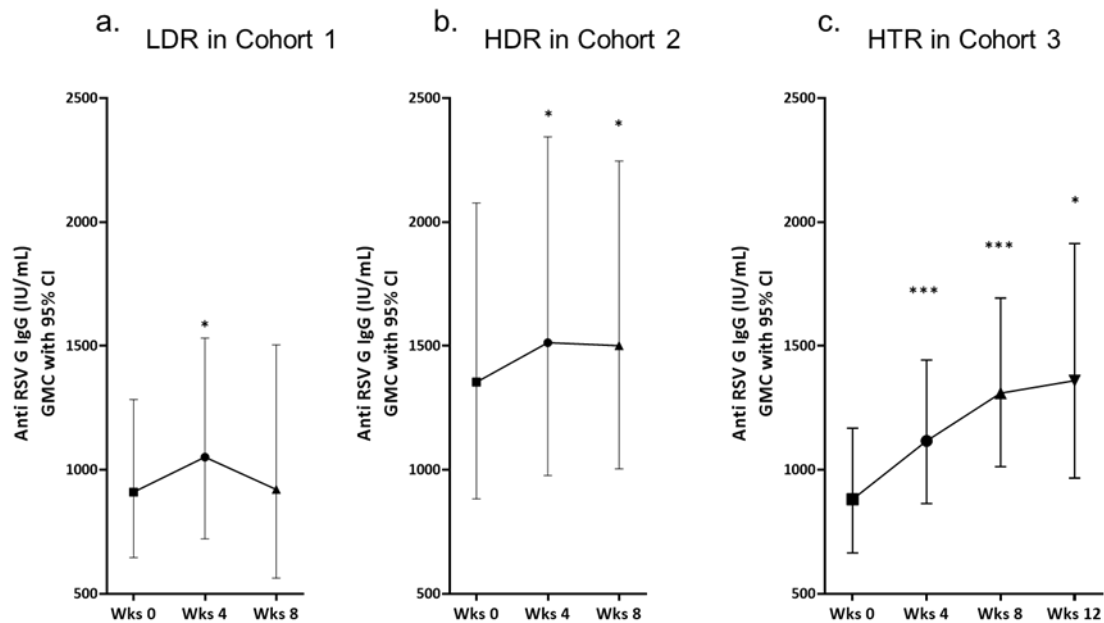 a.
LDR in Cohort 1
2500
2000
1500
1000
500
Anti RSV G IgG (IU/mL)
GMC with 95% CI
*
Wks 0 Wks 4 Wks 8
b.
HDR in Cohort 2
2500
2000
1500
1000
500
Anti RSV G IgG (IU/mL)
GMC with 95% CI
* *
Wks 0 Wks 4 Wks 8
c.
HTR in Cohort 3
2500
2000
1500
1000
500
Anti RSV G IgG (IU/mL)
GMC with 95% CI
*** *** *
Wks 0 Wks 4 Wks 8 Wks 12